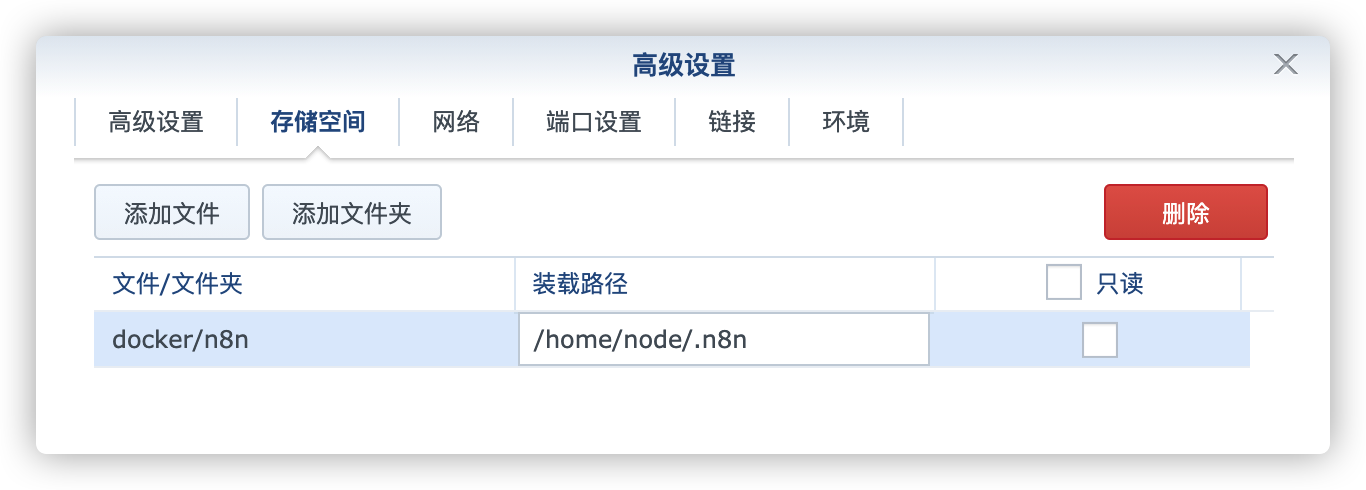 高级设置
高级设置 存储空间 网络 端口设置 链接 环境
添加文件 添加文件夹 删除
文件/文件夹 装载路径 只读
docker/n8n /home/node/.n8n